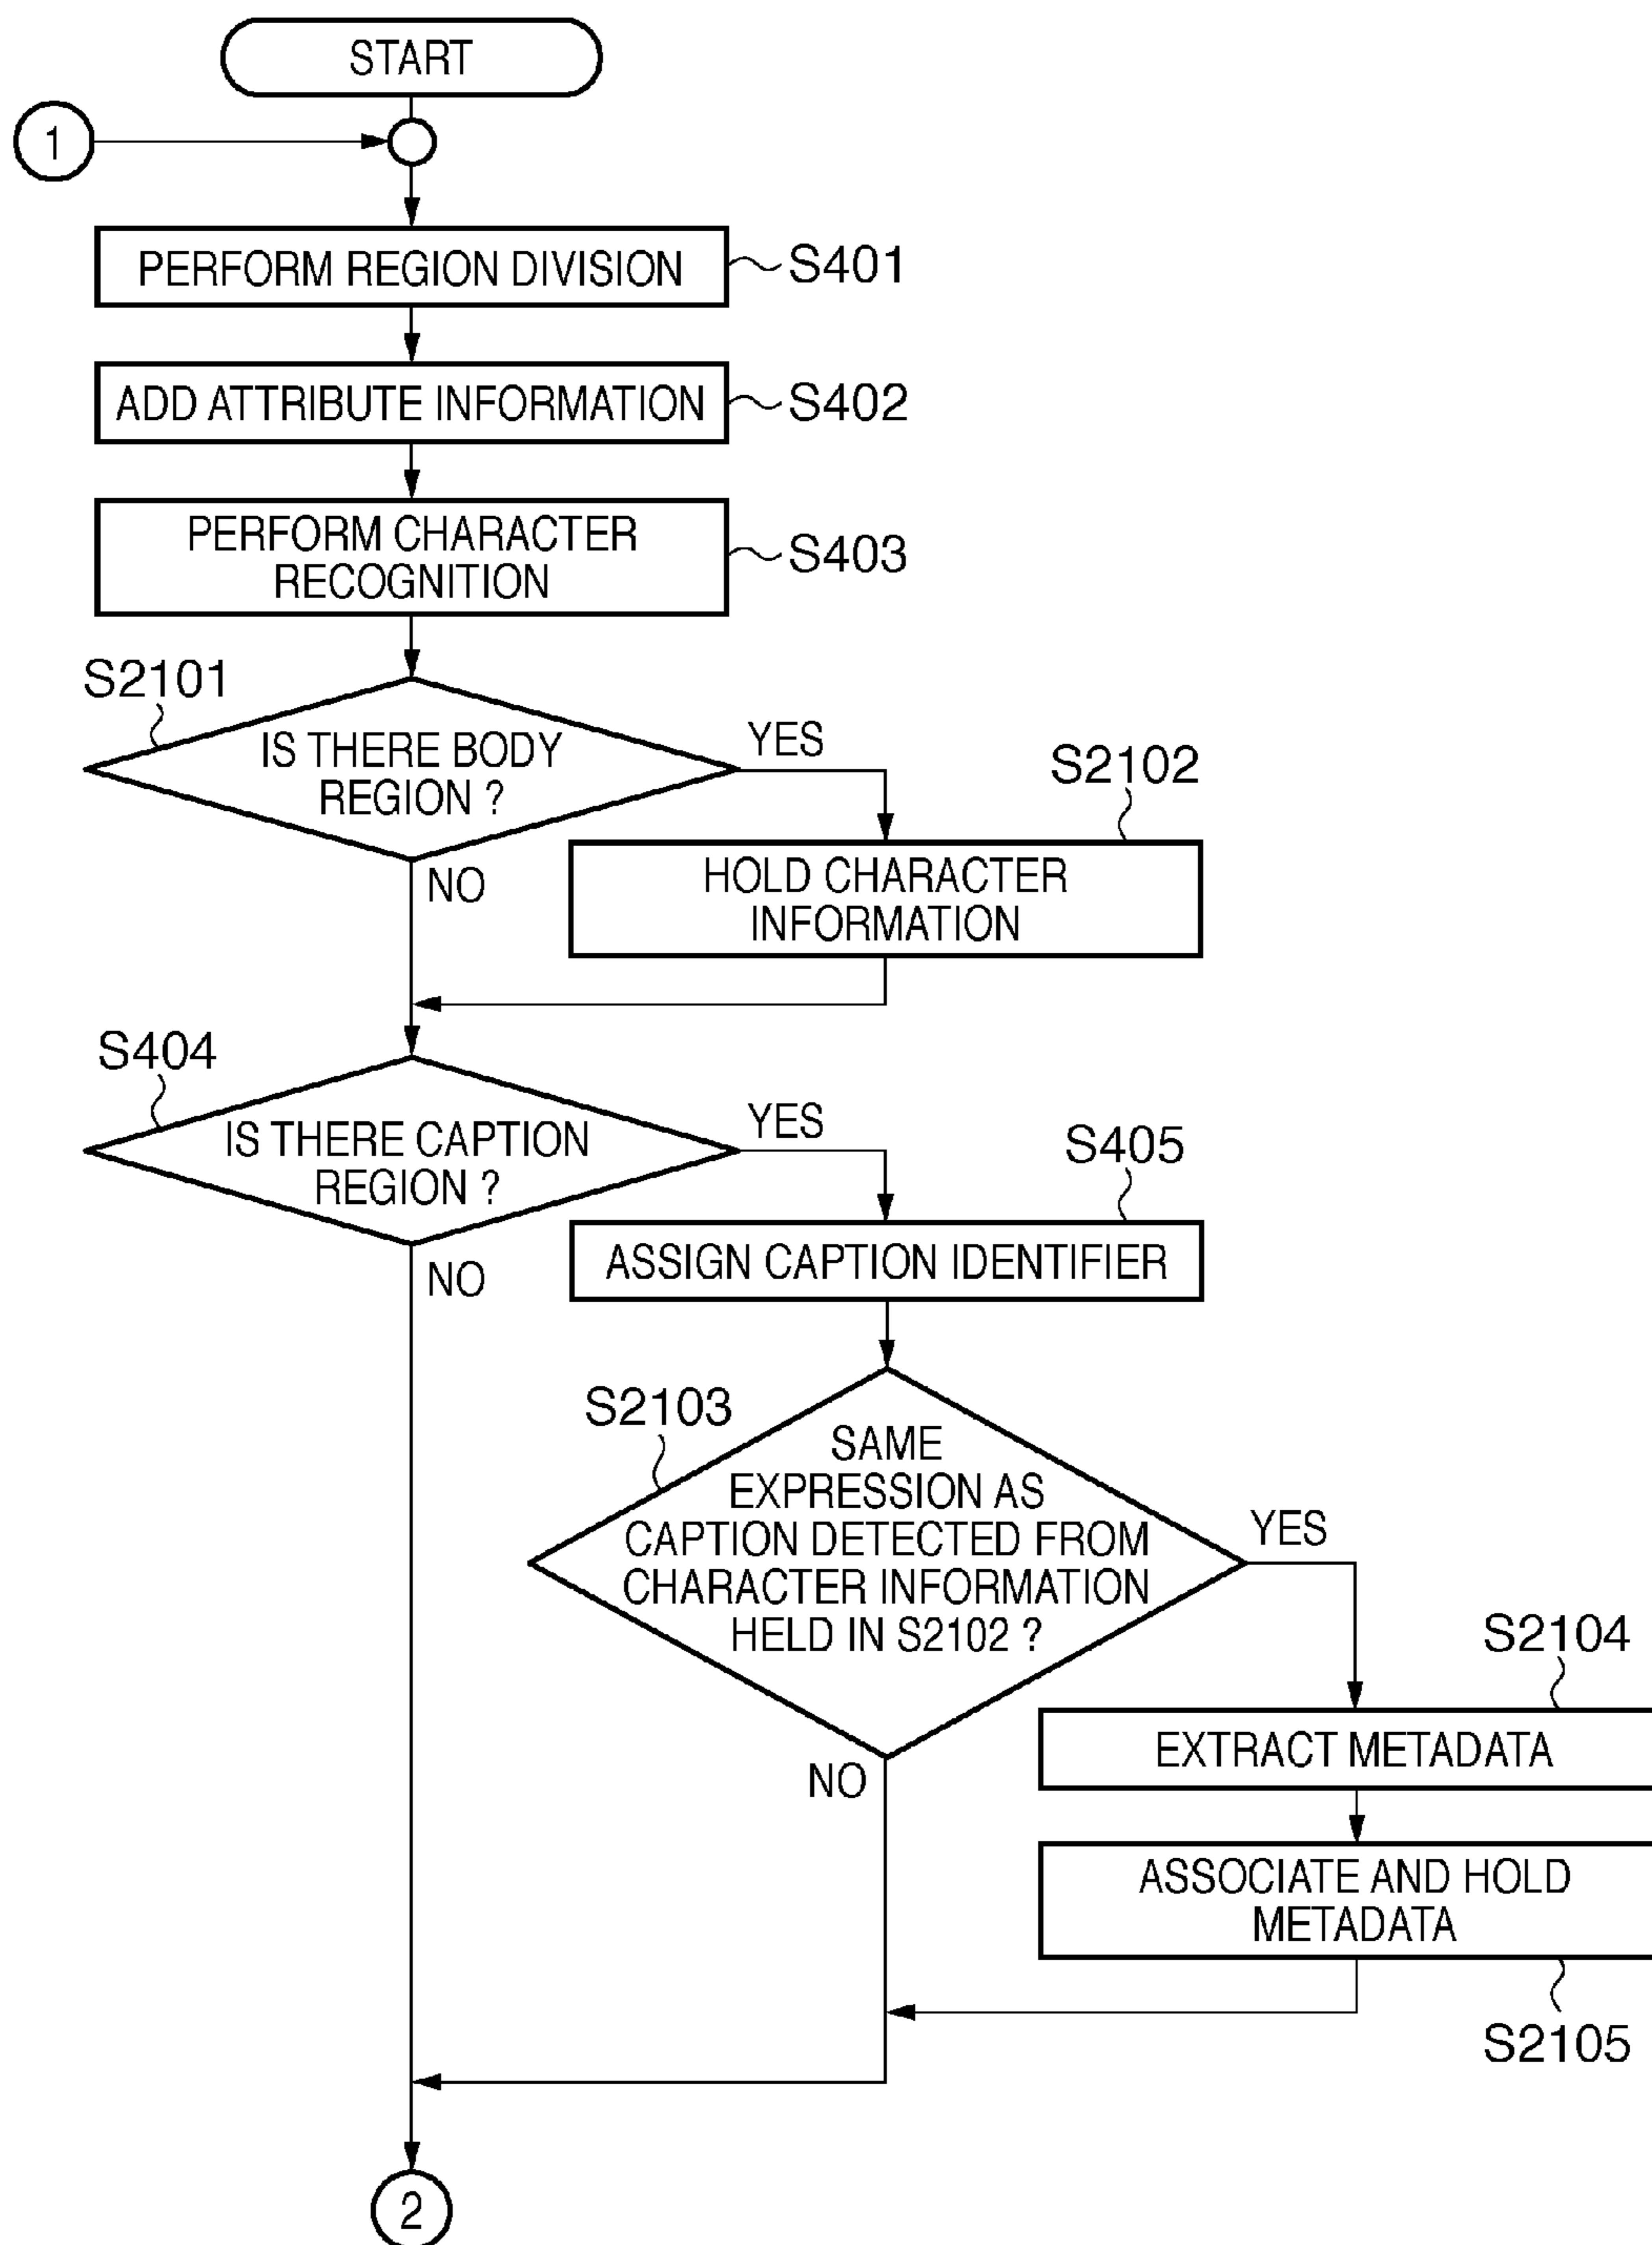 START
1
PERFORM REGION DIVISION
S401
ADD ATTRIBUTE INFORMATION
S402
PERFORM CHARACTER
RECOGNITION
S403
S2101
IS THERE BODY
REGION ?
YES
NO
S2102
HOLD CHARACTER
INFORMATION
S404
IS THERE CAPTION
REGION ?
YES
NO
S405
ASSIGN CAPTION IDENTIFIER
S2103
SAME
EXPRESSION AS
CAPTION DETECTED FROM
CHARACTER INFORMATION
HELD IN S2102 ?
YES
NO
S2104
EXTRACT METADATA
ASSOCIATE AND HOLD
METADATA
S2105
2